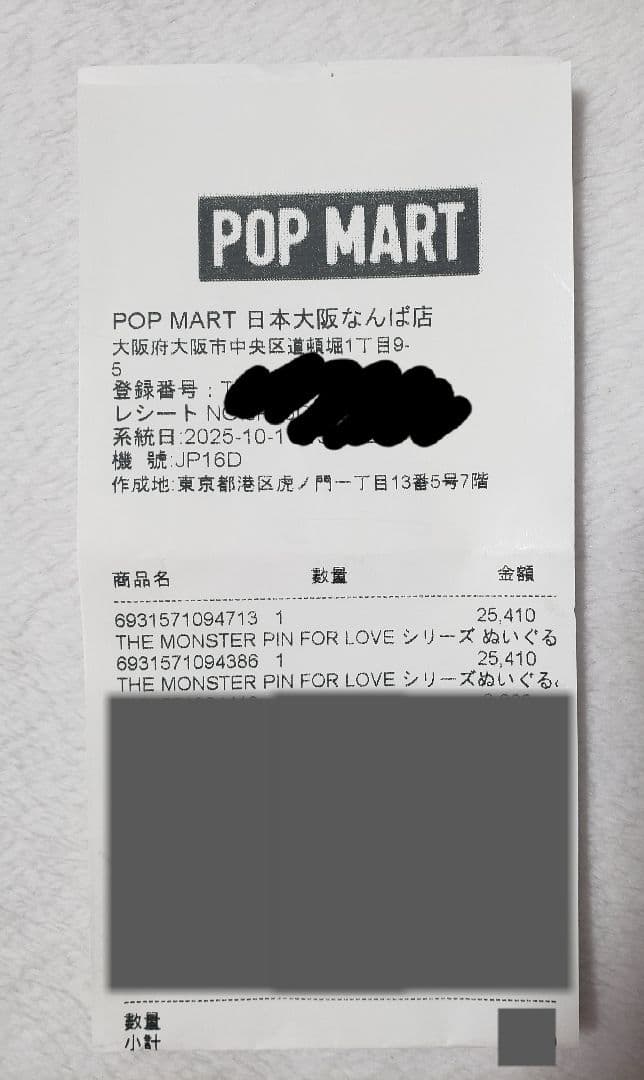 POP MART
POP MART 日本大阪なんば店
大阪府大阪市中央区道頓堀1丁目9-
5
登録番号：T
レシート NO
系統日:2025-10-1
機 號:JP16D
作成地:東京都港区虎ノ門一丁目13番5号7階
商品名 數量 金額
6931571094713 1 25,410
THE MONSTER PIN FOR LOVE シリーズ ぬいぐる
6931571094386 1 25,410
THE MONSTER PIN FOR LOVE シリーズぬいぐる
數量
小計